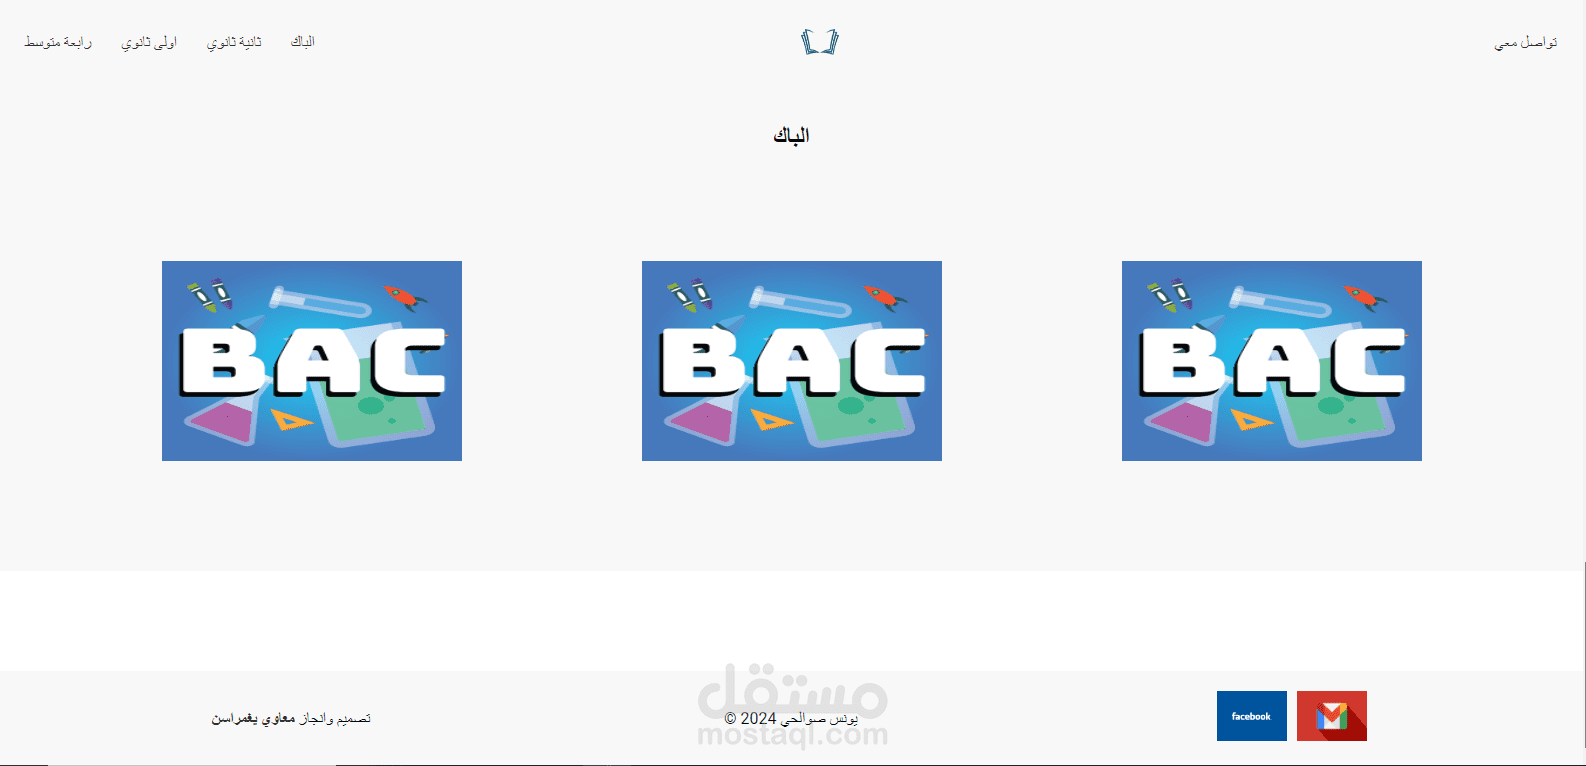 تواصل معي
الباك
ثانية ثانوي
اولى ثانوي
رابعة متوسط
الباك
BAC
BAC
BAC
facebook
يونس صوالحي 2024 ©
تصميم وانجاز معاوي يغمراسن
مستقل
mostaql.com